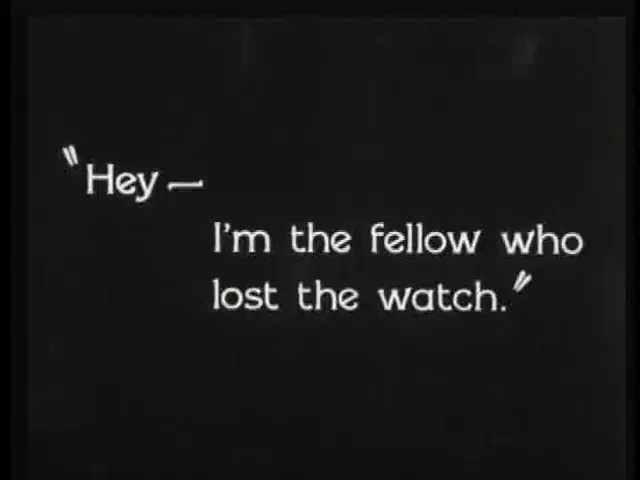 "Hey —
I'm the fellow who
lost the watch."